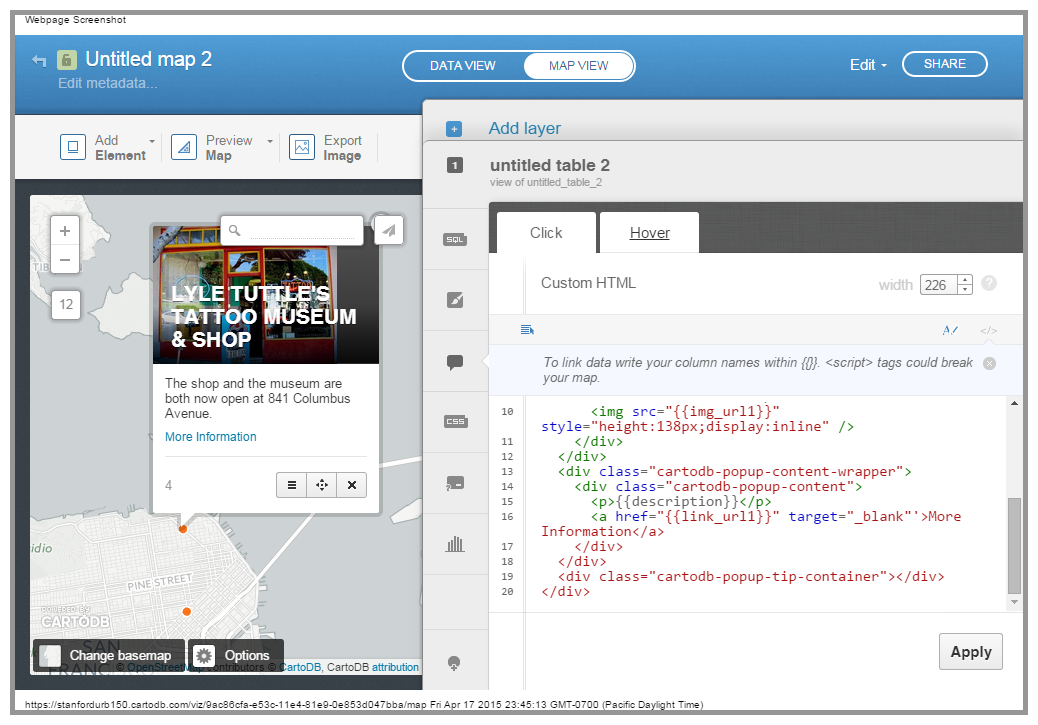 Webpage Screenshot
Untitled map 2
Edit metadata...
DATA VIEW
MAP VIEW
Edit
SHARE
Add Element
Preview Map
Export Image
Add layer
1
untitled table 2
view of untitled_table_2
SQL
CSS
Click
Hover
Custom HTML
width
226
?
</>
To link data write your column names within {{}}. <script> tags could break
your map.
10 <img src="{{img_url1}}"
style="height:138px;display:inline" />
11 </div>
12 </div>
13 <div class="cartodb-popup-content-wrapper">
14 <div class="cartodb-popup-content">
15 <p>{{description}}</p>
16 <a href="{{link_url1}}" target="_blank"'>More
Information</a>
17 </div>
18 </div>
19 <div class="cartodb-popup-tip-container"></div>
20 </div>
Apply
+
−
12
LYLE TUTTLE'S
TATTOO MUSEUM
& SHOP
The shop and the museum are
both now open at 841 Columbus
Avenue.
More Information
4
TIB
idio
PINE STREET
POWERED BY
CARTODB
SAN
FRANC
Change basemap
Options
© OpenStreetMap contributors © CartoDB, CartoDB attribution
https://stanfordurb150.cartodb.com/viz/9ac86cfa-e53c-11e4-81e9-0e853d047bba/map Fri Apr 17 2015 23:45:13 GMT-0700 (Pacific Daylight Time)